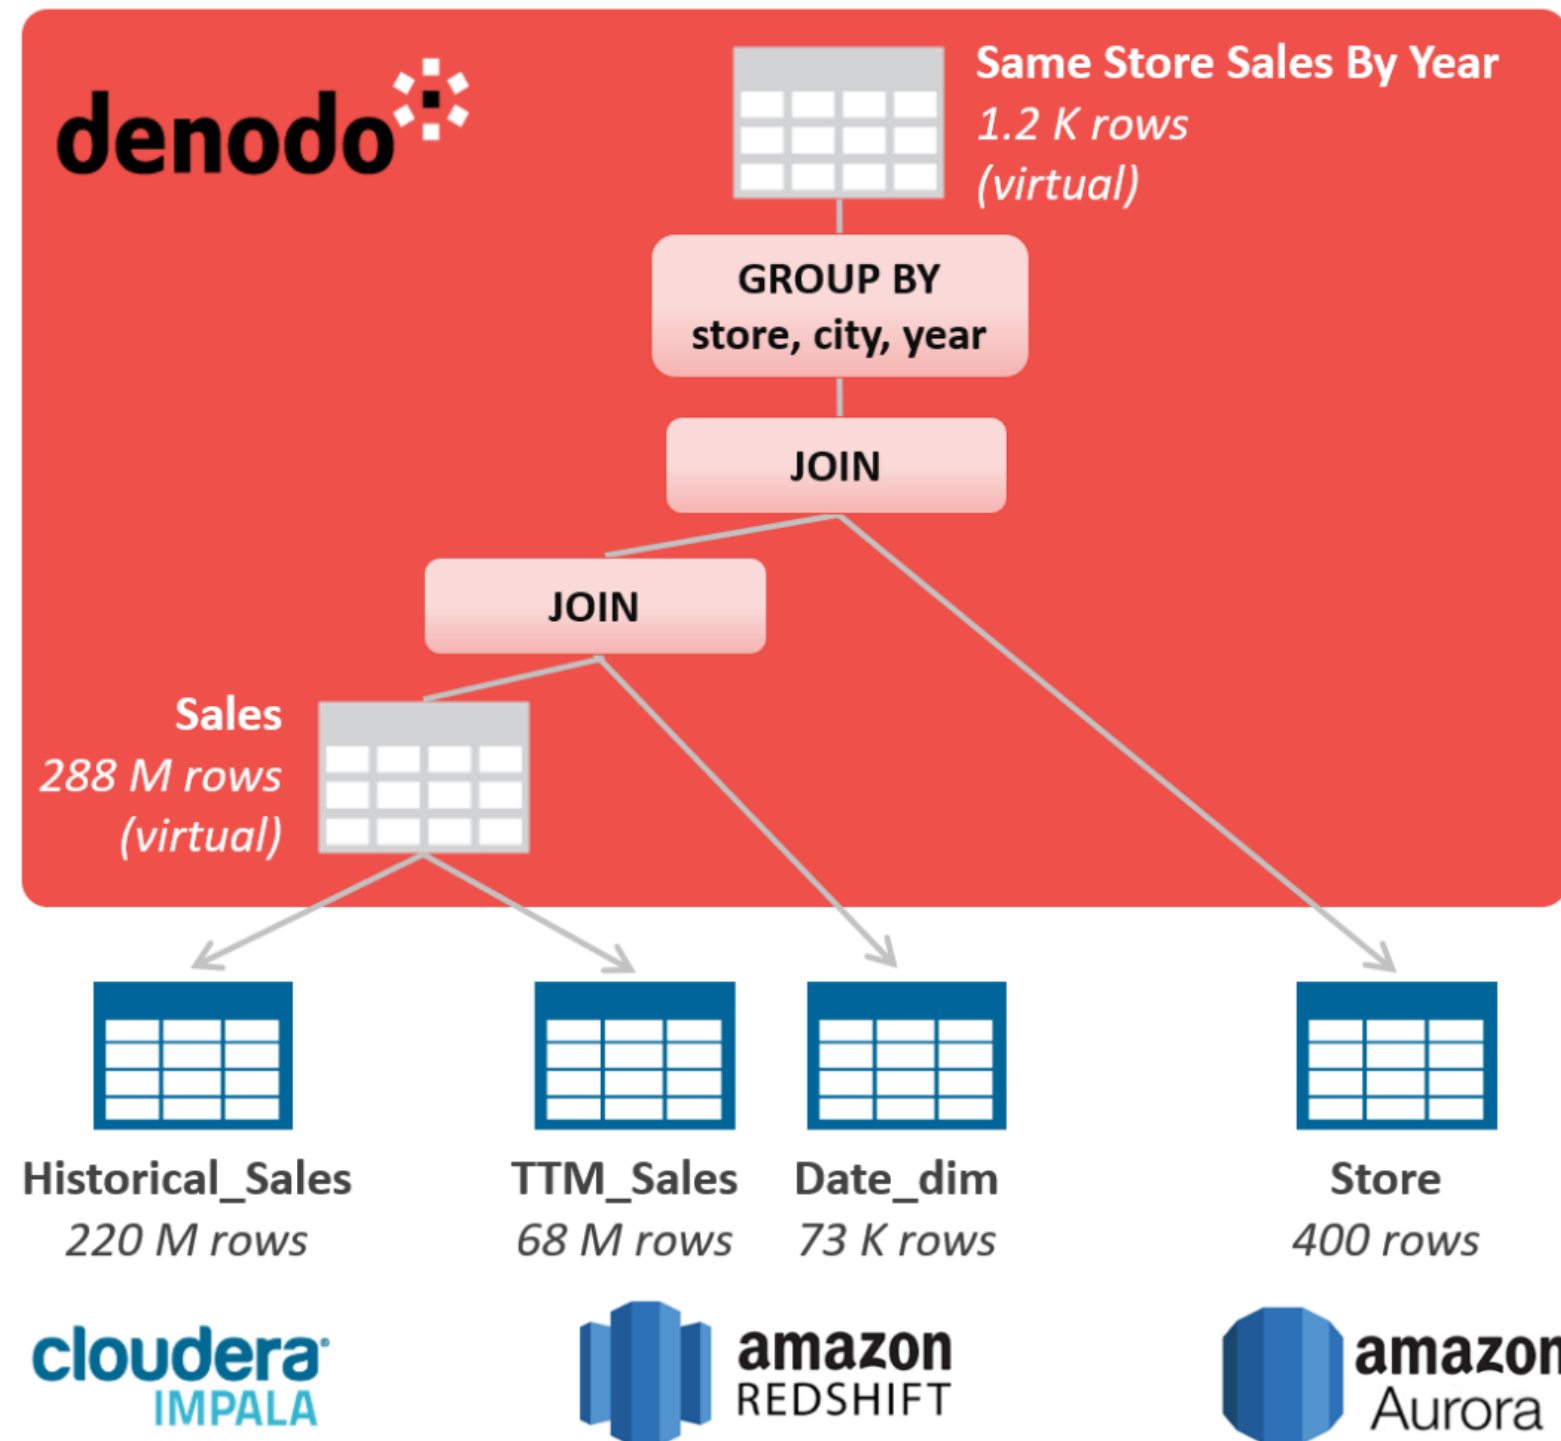 denodo
Same Store Sales By Year
1.2 K rows
(virtual)
GROUP BY
store, city, year
JOIN
JOIN
Sales
288 M rows
(virtual)
Historical_Sales
220 M rows
TTM_Sales
68 M rows
Date_dim
73 K rows
Store
400 rows
cloudera®
IMPALA
amazon
REDSHIFT
amazon
Aurora